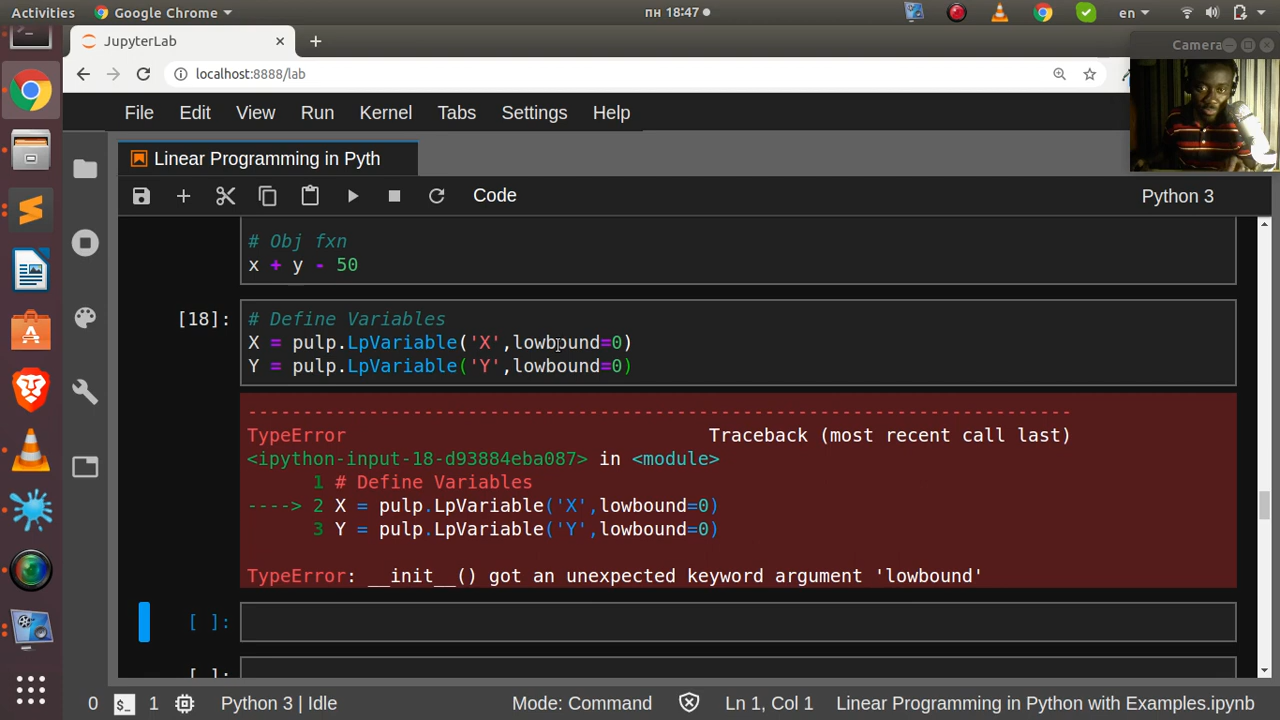 Activities Google Chrome пн 18:47 en
JupyterLab
Camera
localhost:8888/lab
File Edit View Run Kernel Tabs Settings Help
Linear Programming in Pyth
Code Python 3
# Obj fxn
x + y - 50
[18]: # Define Variables
X = pulp.LpVariable('X',lowbound=0)
Y = pulp.LpVariable('Y',lowbound=0)
---------------------------------------------------------------------------
TypeError Traceback (most recent call last)
<ipython-input-18-d93884eba087> in <module>
1 # Define Variables
----> 2 X = pulp.LpVariable('X',lowbound=0)
3 Y = pulp.LpVariable('Y',lowbound=0)
TypeError: __init__() got an unexpected keyword argument 'lowbound'
[ ]:
[ ]:
0 $_ 1 Python 3 | Idle Mode: Command Ln 1, Col 1 Linear Programming in Python with Examples.ipynb